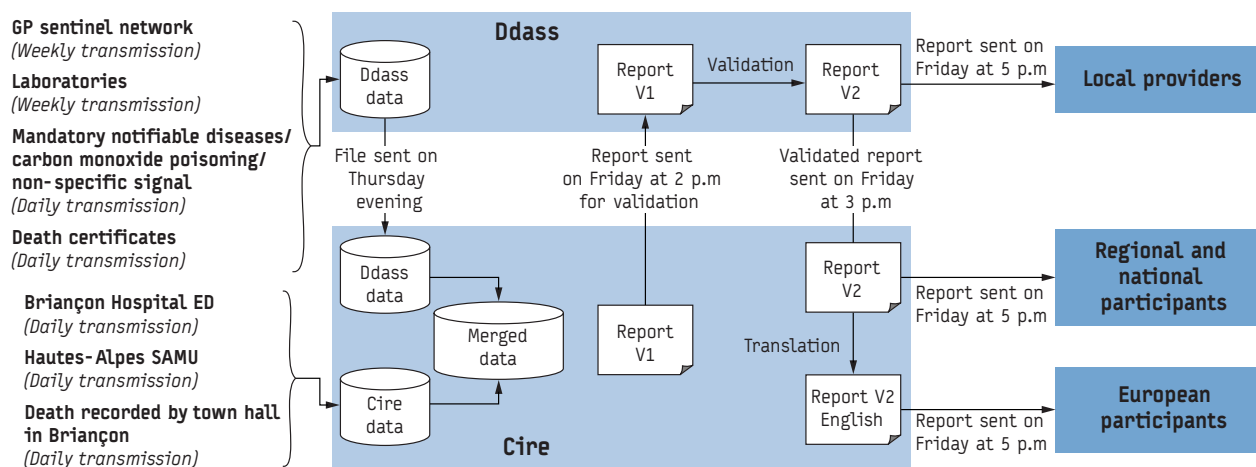 GP sentinel network
(Weekly transmission)
Laboratories
(Weekly transmission)
Mandatory notifiable diseases/
carbon monoxide poisoning/
non-specific signal
(Daily transmission)
Death certificates
(Daily transmission)
Briançon Hospital ED
(Daily transmission)
Hautes-Alpes SAMU
(Daily transmission)
Death recorded by town hall
in Briançon
(Daily transmission)
Ddass
Ddass
data
Report
V1
Validation
Report
V2
Report sent on
Friday at 5 p.m
Local providers
File sent on
Thursday
evening
Report sent
on Friday at 2 p.m
for validation
Validated report
sent on Friday
at 3 p.m
Ddass
data
Merged
data
Cire
data
Report
V1
Report
V2
Report sent on
Friday at 5 p.m
Regional and
national
participants
Translation
Report V2
English
Report sent on
Friday at 5 p.m
European
participants
Cire